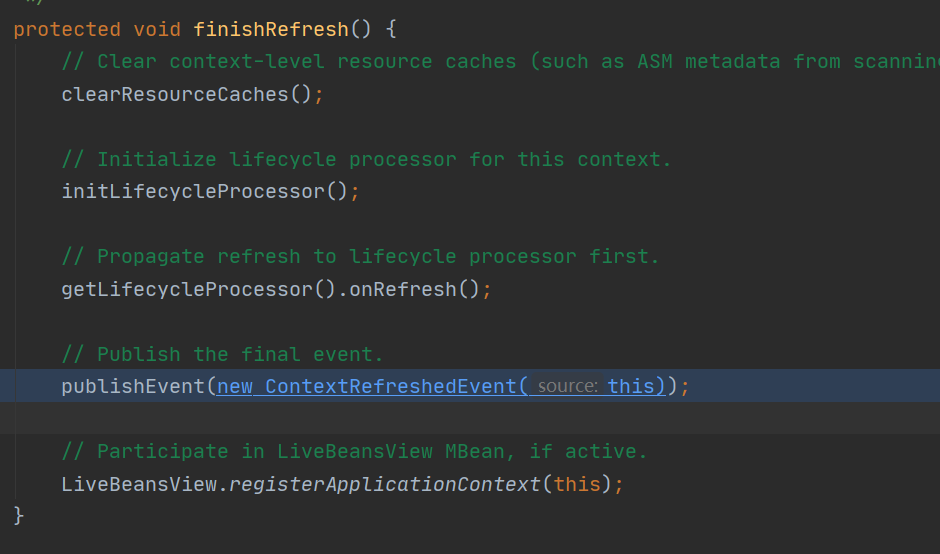 */
protected void finishRefresh() {
// Clear context-level resource caches (such as ASM metadata from scanning
clearResourceCaches();
// Initialize lifecycle processor for this context.
initLifecycleProcessor();
// Propagate refresh to lifecycle processor first.
getLifecycleProcessor().onRefresh();
// Publish the final event.
publishEvent(new ContextRefreshedEvent( source: this));
// Participate in LiveBeansView MBean, if active.
LiveBeansView.registerApplicationContext(this);
}